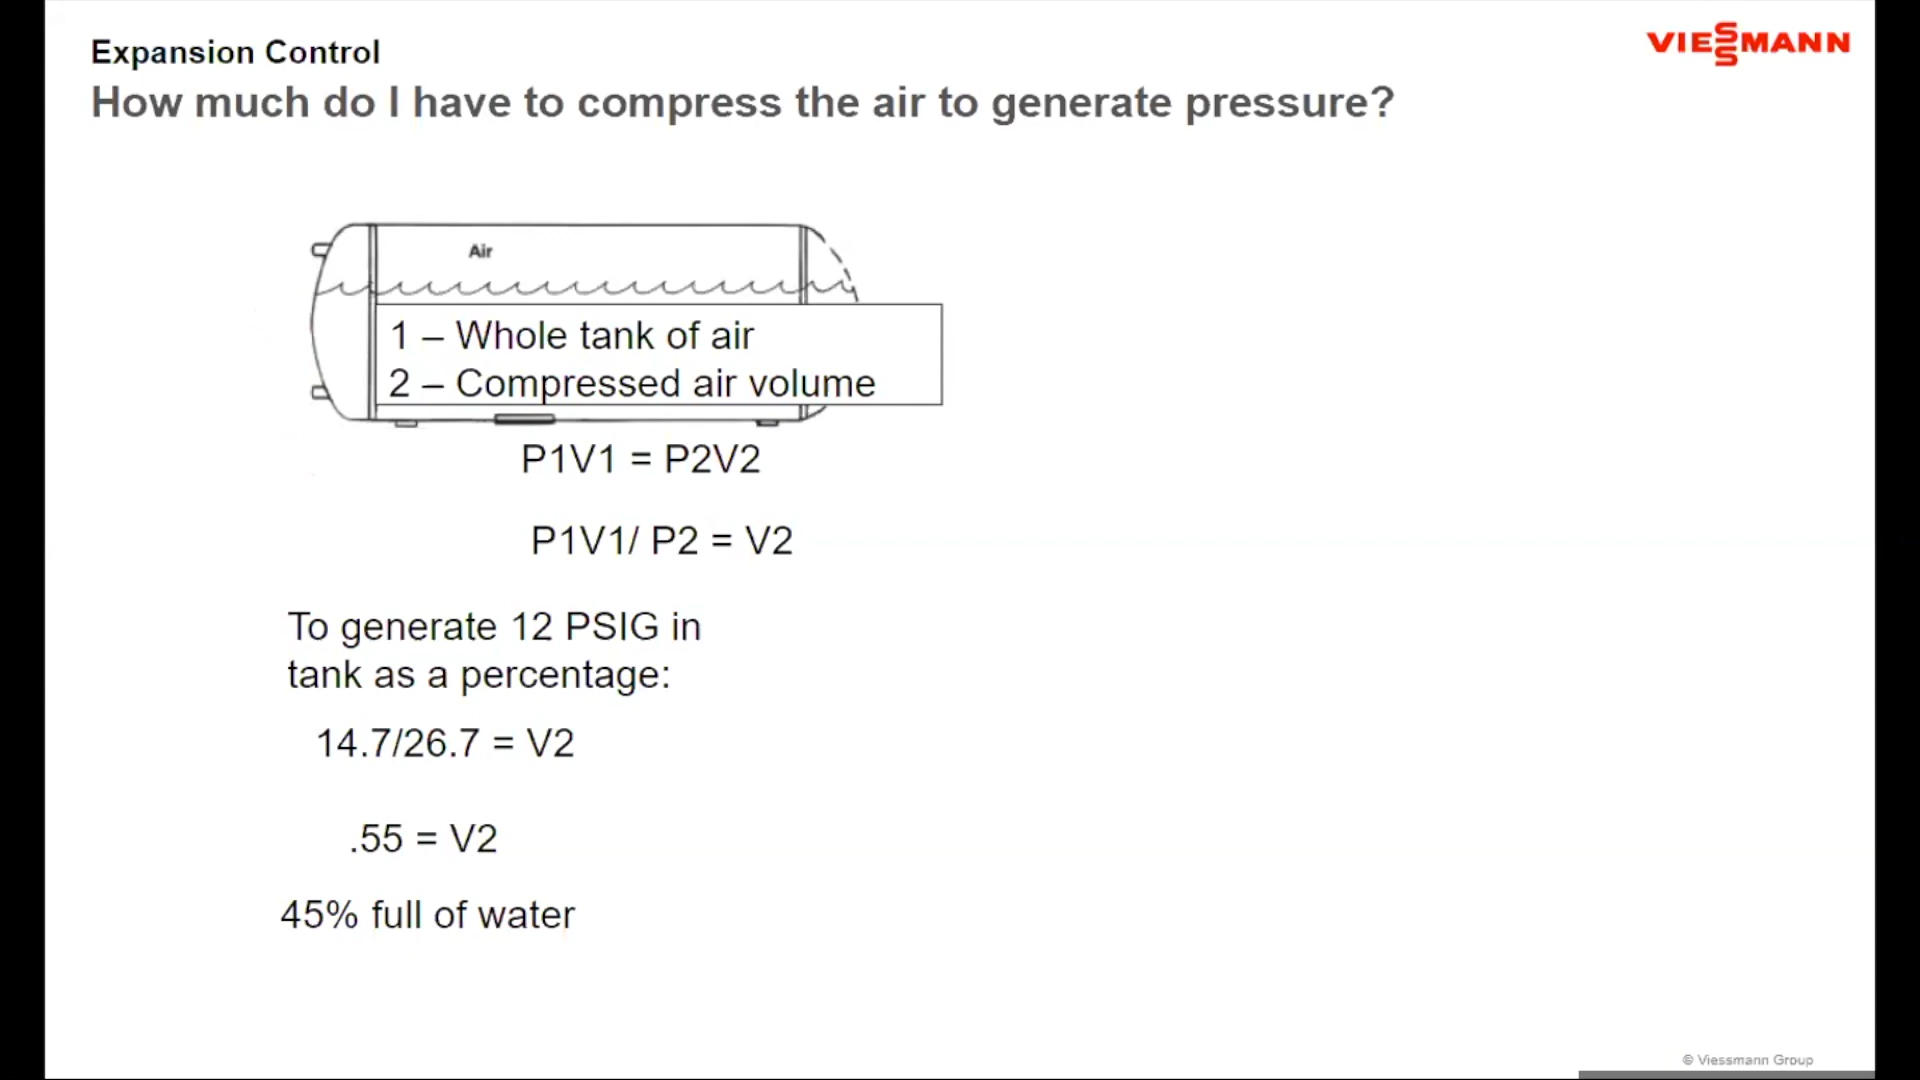 Expansion Control
VIESSMANN
How much do I have to compress the air to generate pressure?
Air
1 – Whole tank of air
2 – Compressed air volume
P1V1 = P2V2
P1V1/ P2 = V2
To generate 12 PSIG in
tank as a percentage:
14.7/26.7 = V2
.55 = V2
45% full of water
© Viessmann Group